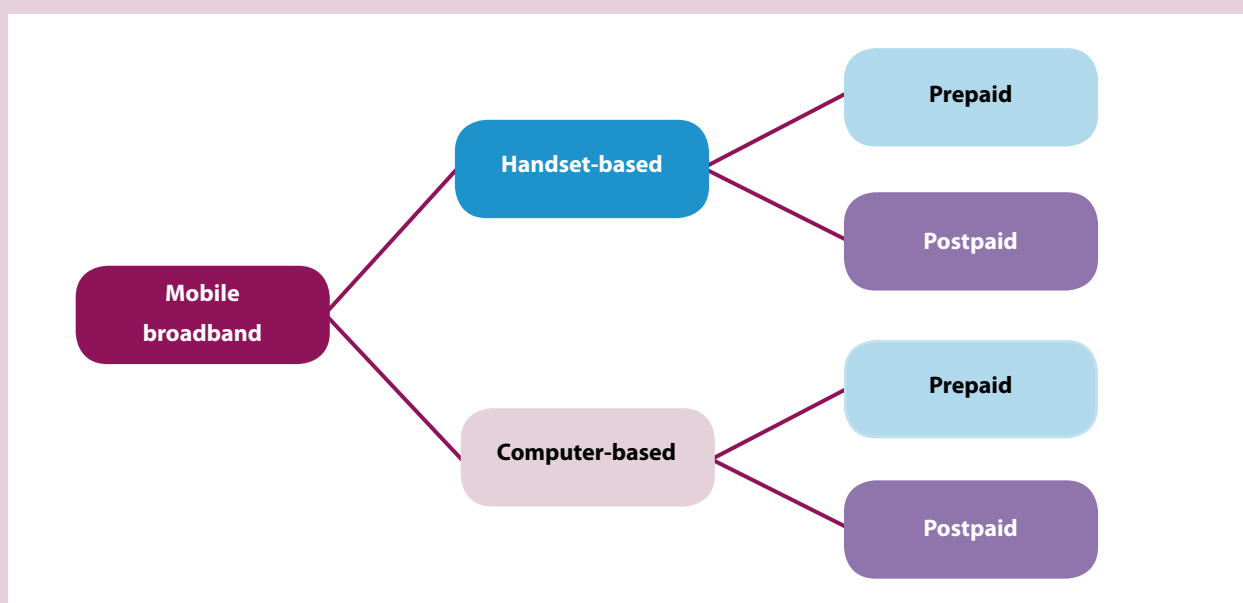 Mobile
broadband
Handset-based
Prepaid
Postpaid
Computer-based
Prepaid
Postpaid